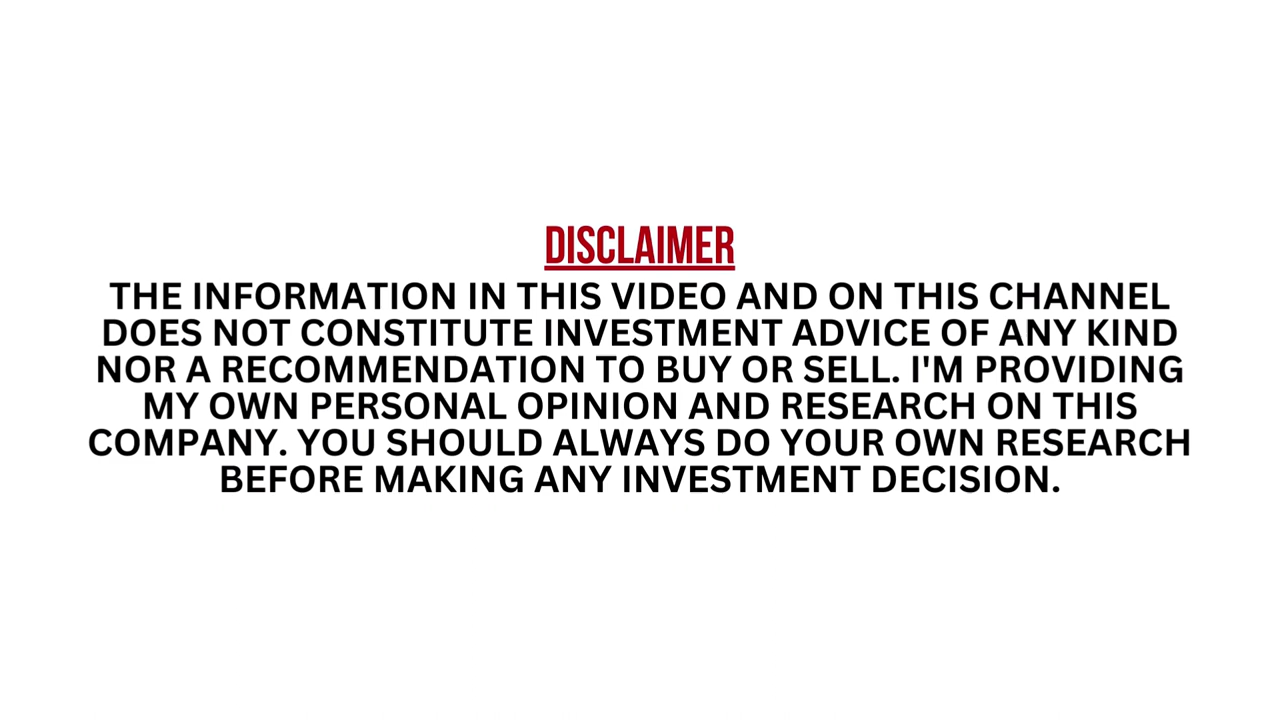 DISCLAIMER
THE INFORMATION IN THIS VIDEO AND ON THIS CHANNEL
DOES NOT CONSTITUTE INVESTMENT ADVICE OF ANY KIND
NOR A RECOMMENDATION TO BUY OR SELL. I'M PROVIDING
MY OWN PERSONAL OPINION AND RESEARCH ON THIS
COMPANY. YOU SHOULD ALWAYS DO YOUR OWN RESEARCH
BEFORE MAKING ANY INVESTMENT DECISION.